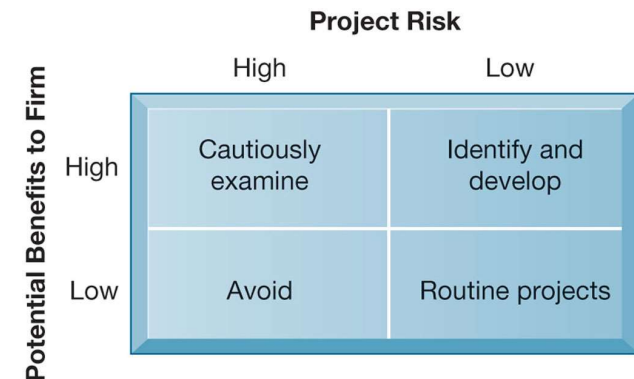 Project Risk
High Low
Potential Benefits to Firm
High
Cautiously
examine
Identify and
develop
Low
Avoid
Routine projects